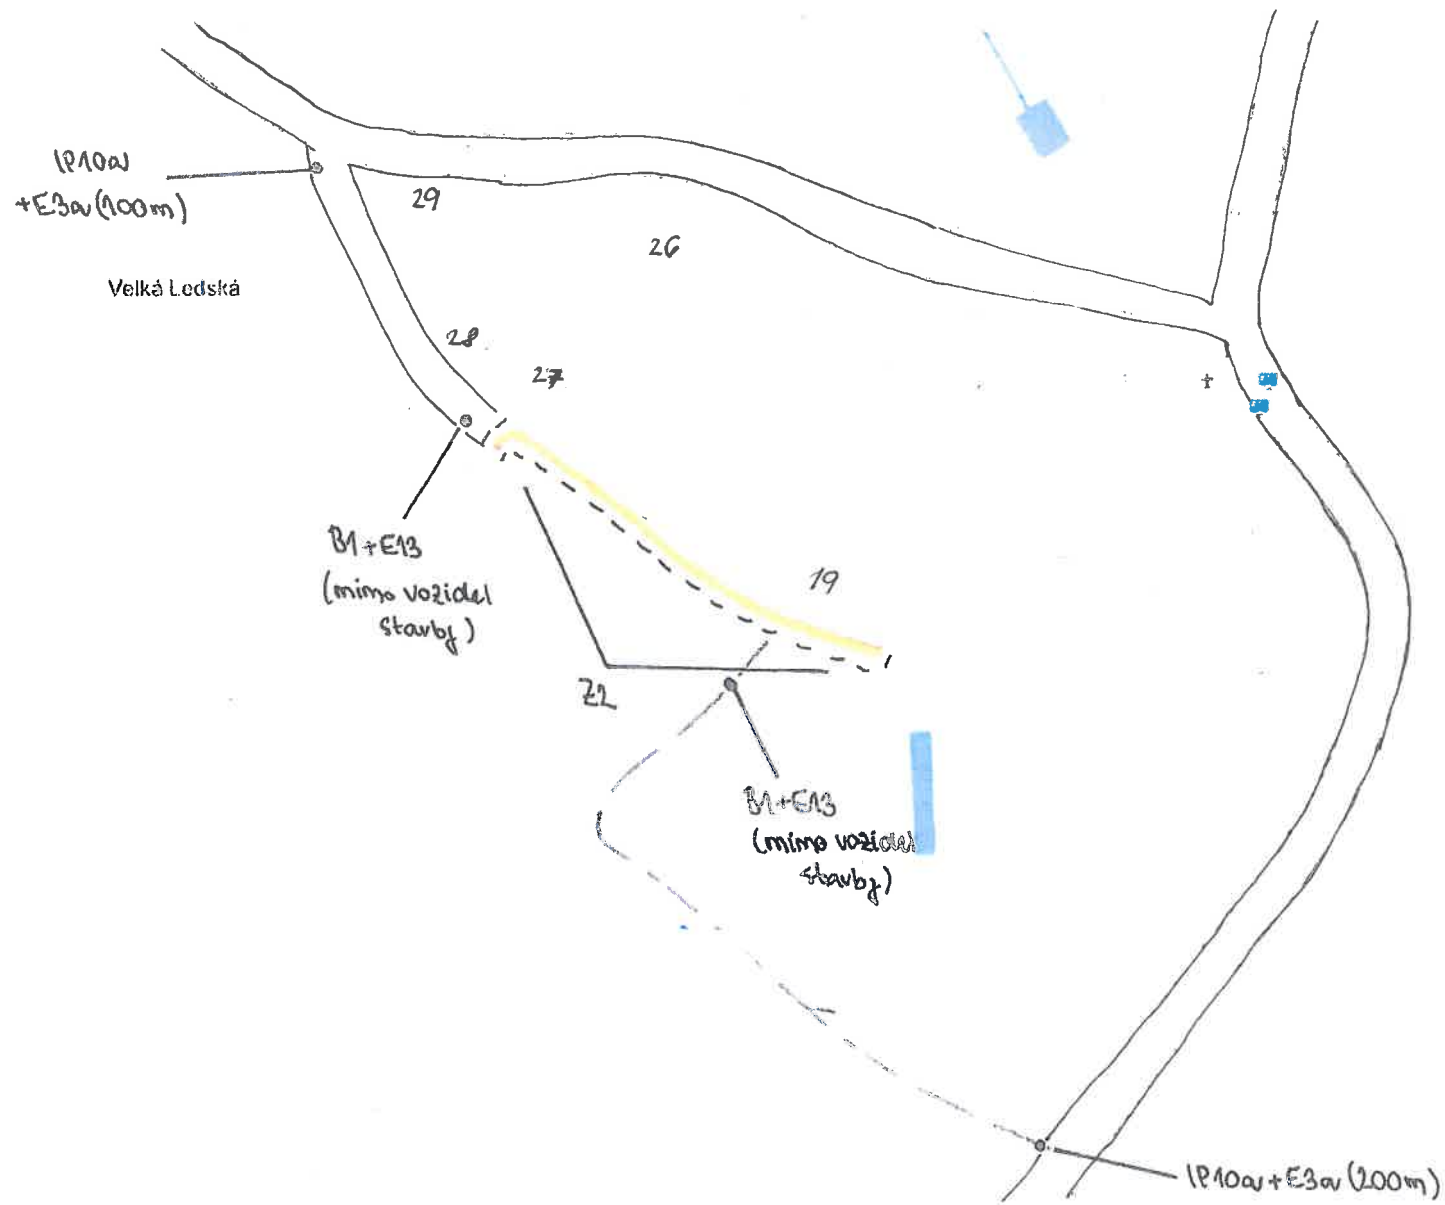 IP10a
+E3a (100m)
29
26
Velká Ledská
28
27
B1+E13
(mimo vozidel
stavby)
19
Z2
B1+E13
(mimo vozidel
stavby)
IP10a+E3a (200m)